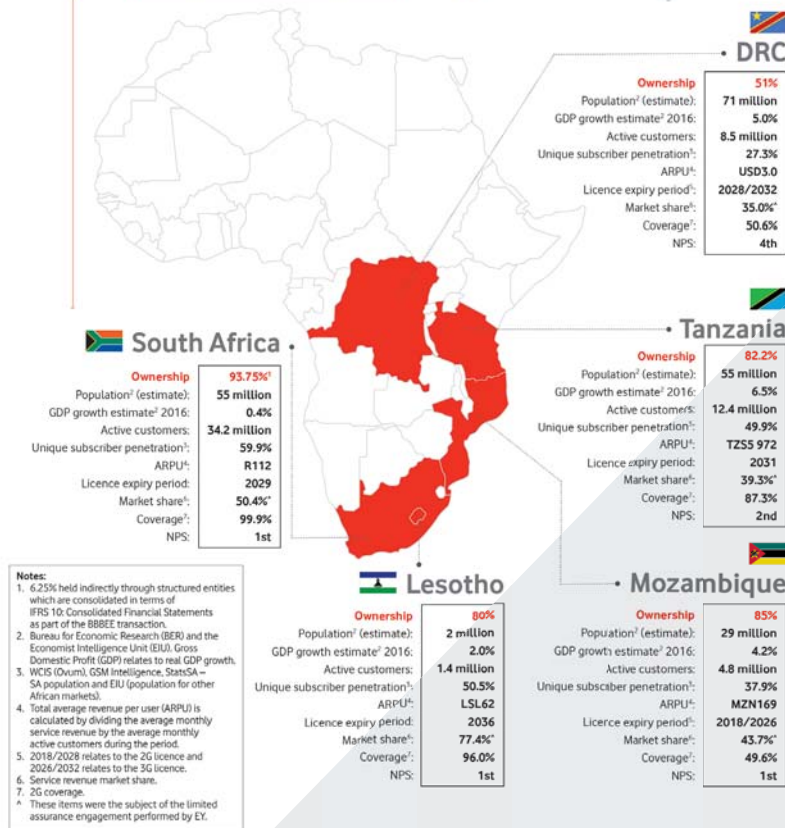 DRC
Ownership 51%
Population² (estimate): 71 million
GDP growth estimate² 2016: 5.0%
Active customers: 8.5 million
Unique subscriber penetration³: 27.3%
ARPU⁴: USD3.0
Licence expiry period⁵: 2028/2032
Market share⁶: 35.0%^
Coverage⁷: 50.6%
NPS: 4th
Tanzania
Ownership 82.2%
Population² (estimate): 55 million
GDP growth estimate² 2016: 6.5%
Active customers: 12.4 million
Unique subscriber penetration³: 49.9%
ARPU⁴: TZS5 972
Licence expiry period: 2031
Market share⁶: 39.3%^
Coverage⁷: 87.3%
NPS: 2nd
South Africa
Ownership 93.75%¹
Population² (estimate): 55 million
GDP growth estimate² 2016: 0.4%
Active customers: 34.2 million
Unique subscriber penetration³: 59.9%
ARPU⁴: R112
Licence expiry period: 2029
Market share⁶: 50.4%^
Coverage⁷: 99.9%
NPS: 1st
Notes:
1. 6.25% held indirectly through structured entities
which are consolidated in terms of
IFRS 10: Consolidated Financial Statements
as part of the BBBEE transaction.
2. Bureau for Economic Research (BER) and the
Economist Intelligence Unit (EIU). Gross
Domestic Profit (GDP) relates to real GDP growth.
3. WCIS (Ovum), GSM Intelligence, StatsSA –
SA population and EIU (population for other
African markets).
4. Total average revenue per user (ARPU) is
calculated by dividing the average monthly
service revenue by the average monthly
active customers during the period.
5. 2018/2028 relates to the 2G licence and
2026/2032 relates to the 3G licence.
6. Service revenue market share.
7. 2G coverage.
^ These items were the subject of the limited
assurance engagement performed by EY.
Lesotho
Ownership 80%
Population² (estimate): 2 million
GDP growth estimate² 2016: 2.0%
Active customers: 1.4 million
Unique subscriber penetration³: 50.5%
ARPU⁴: LSL62
Licence expiry period: 2036
Market share⁶: 77.4%^
Coverage⁷: 96.0%
NPS: 1st
Mozambique
Ownership 85%
Population² (estimate): 29 million
GDP growth estimate² 2016: 4.2%
Active customers: 4.8 million
Unique subscriber penetration³: 37.9%
ARPU⁴: MZN169
Licence expiry period⁵: 2018/2026
Market share⁶: 43.7%^
Coverage⁷: 49.6%
NPS: 1st